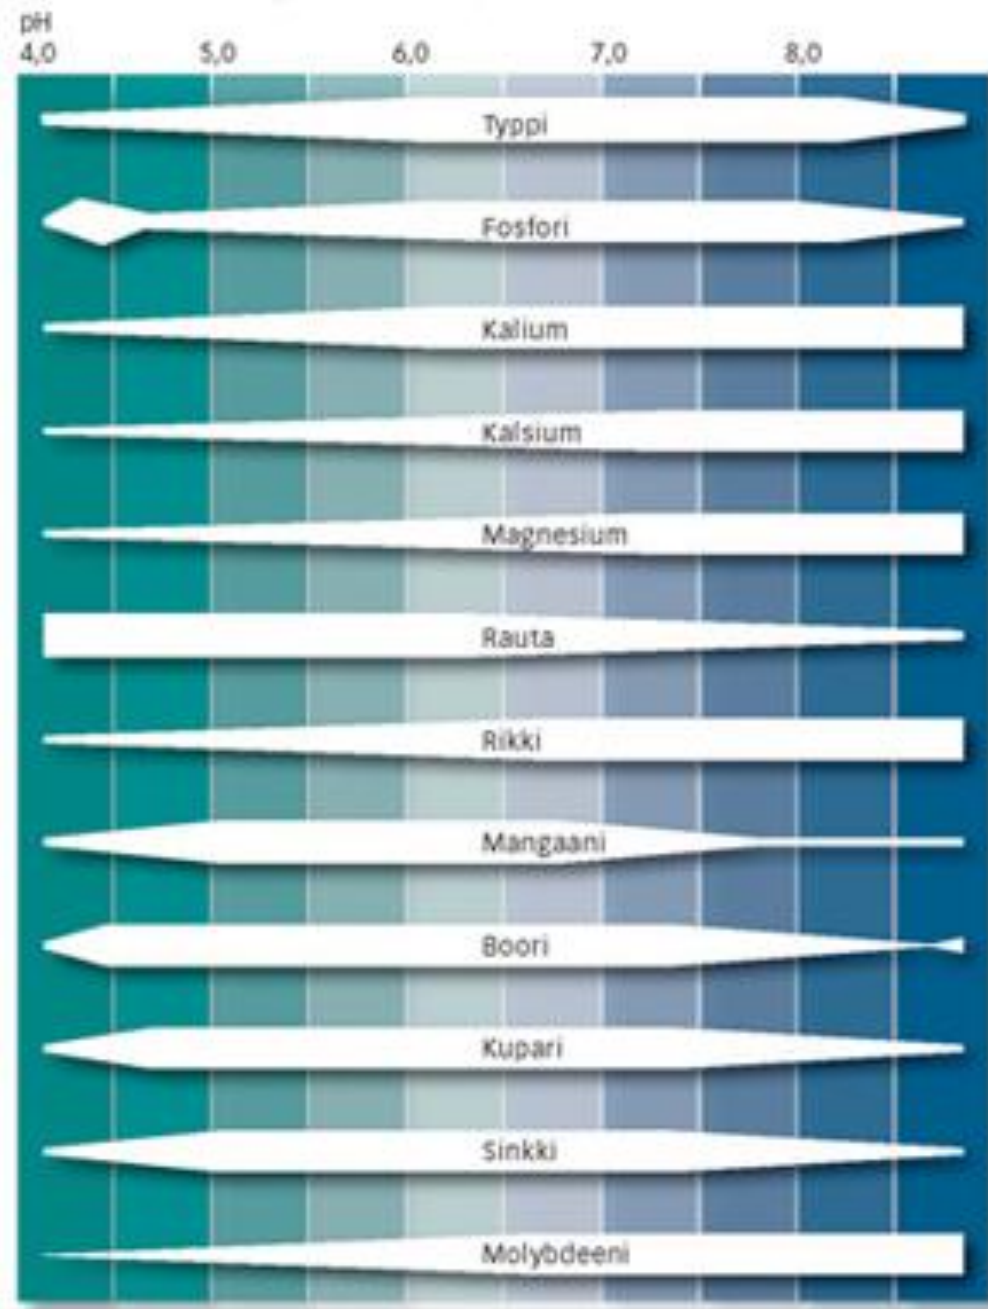 pH
4,0 5,0 6,0 7,0 8,0
Typpi
Fosfori
Kalium
Kalsium
Magnesium
Rauta
Rikki
Mangaani
Boori
Kupari
Sinkki
Molybdeeni